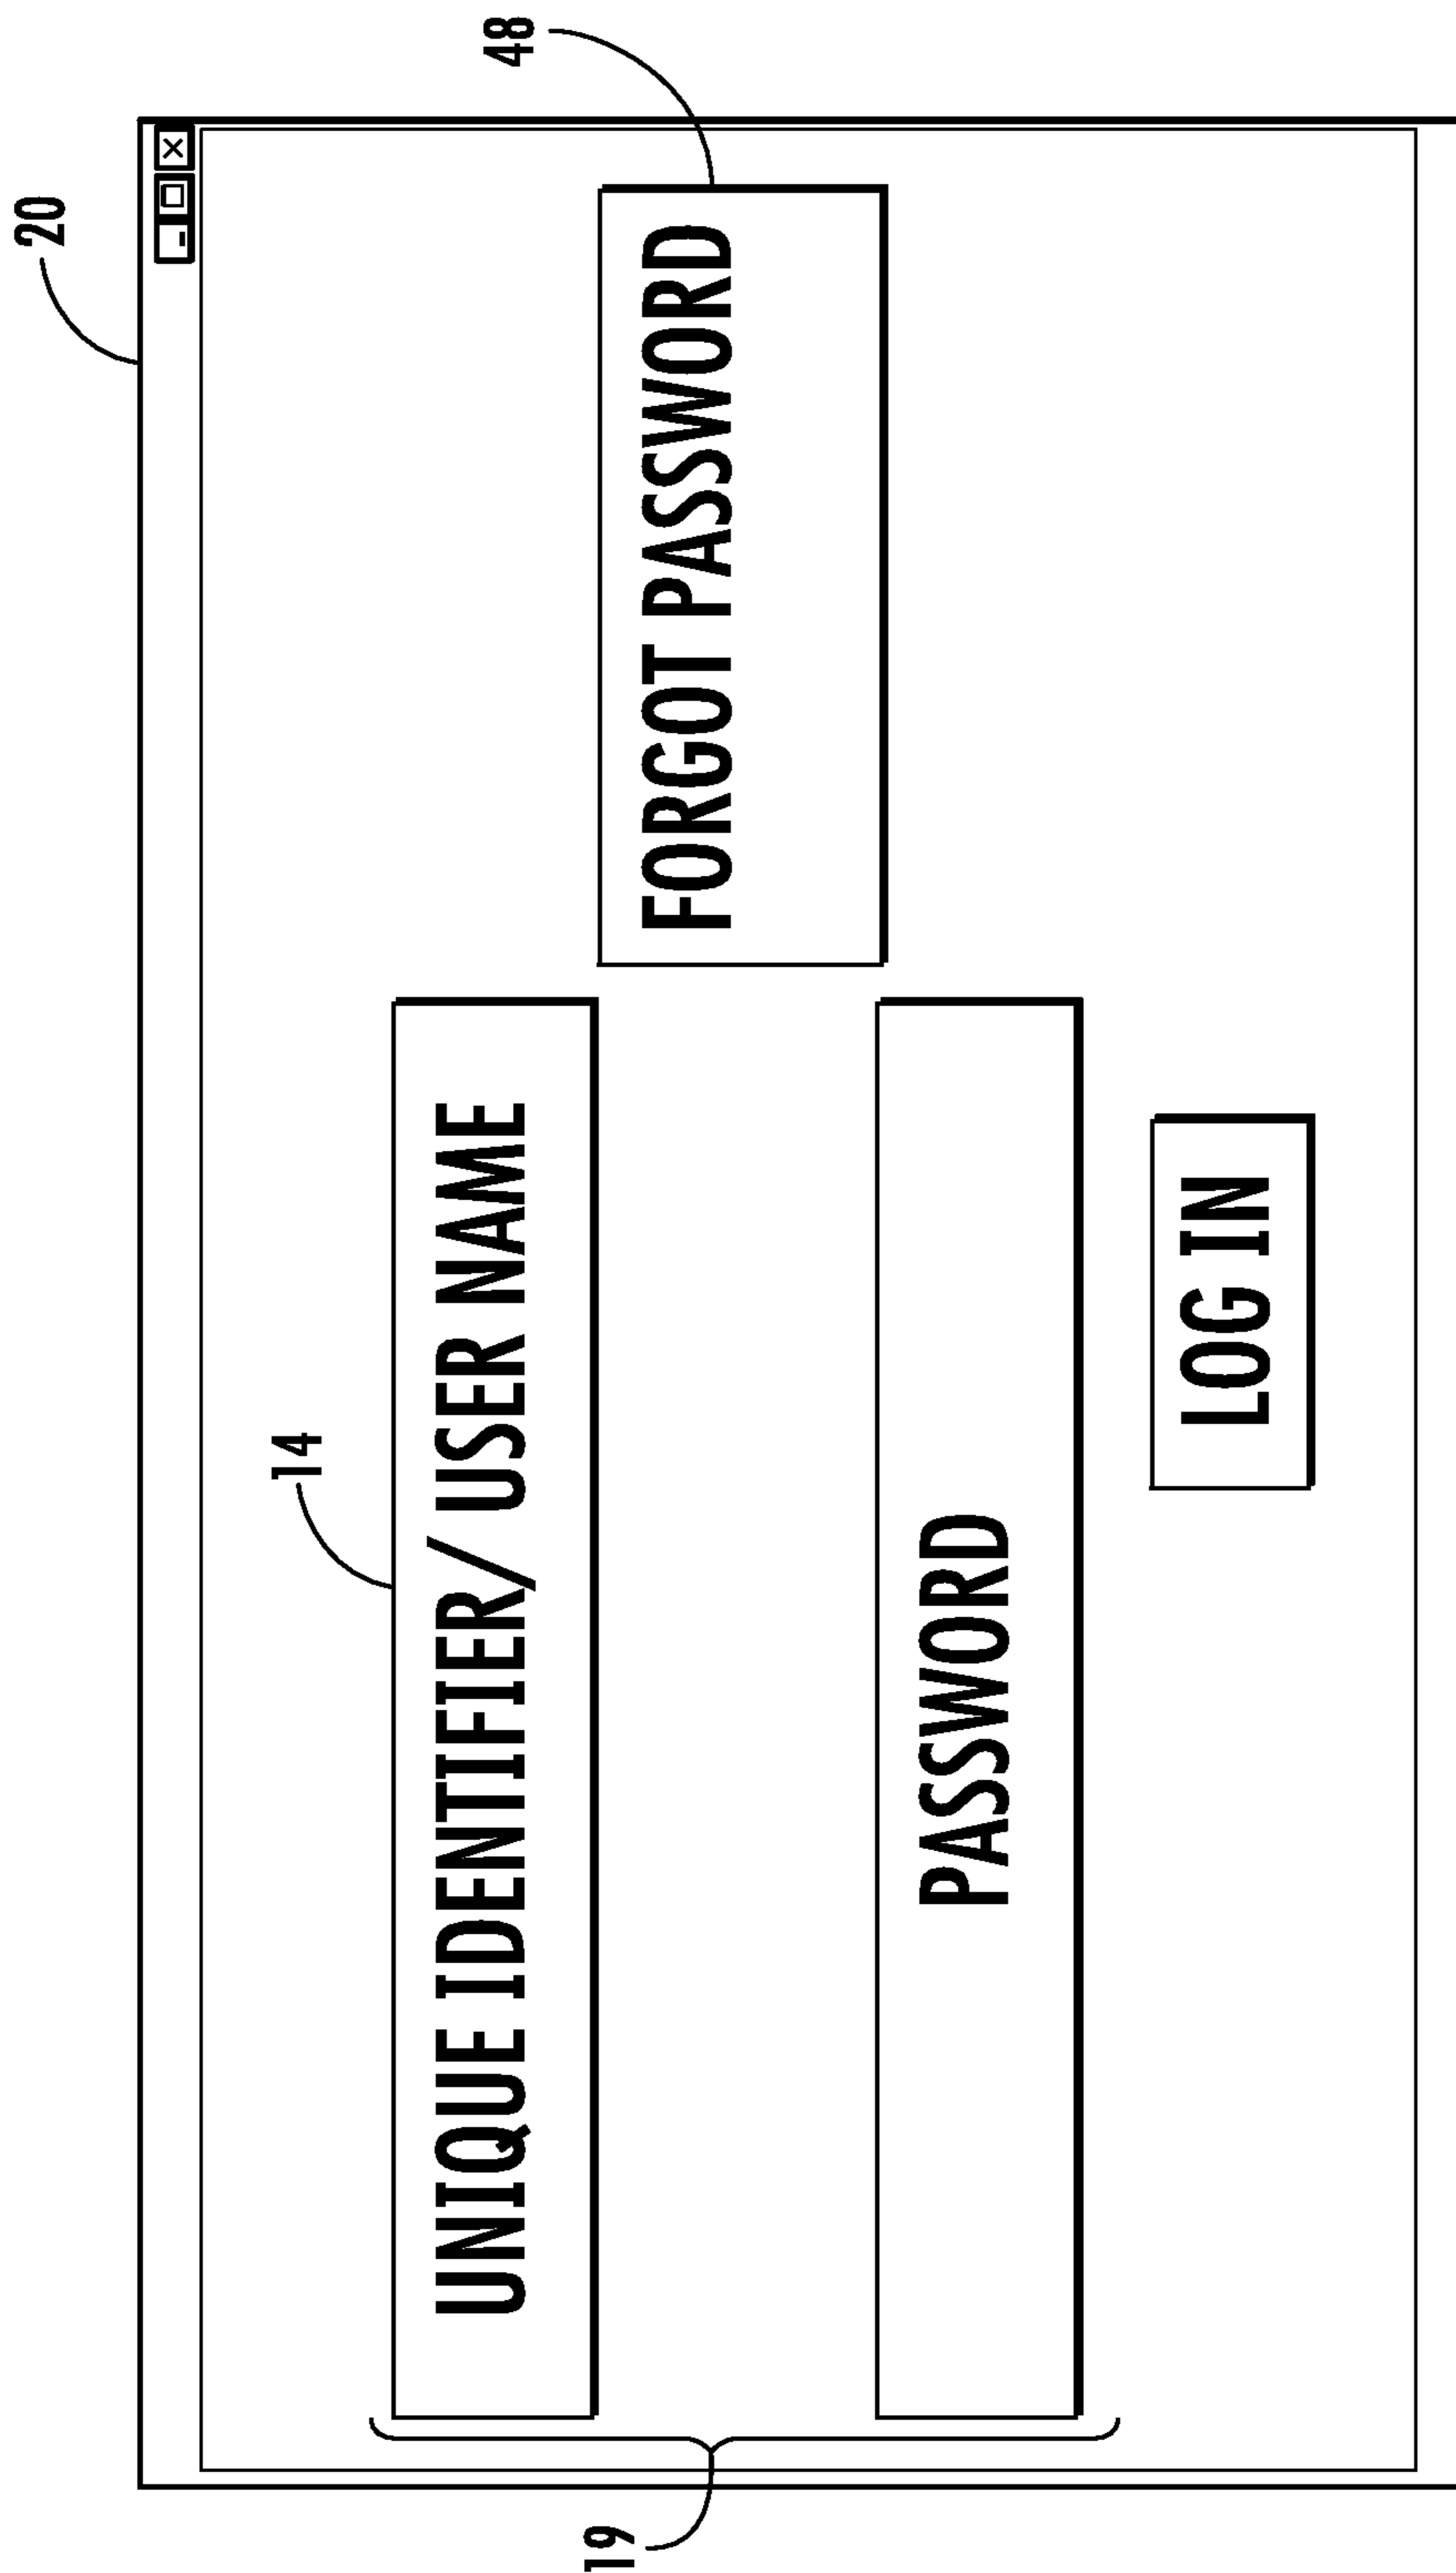 20
48
14
UNIQUE IDENTIFIER/ USER NAME
FORGOT PASSWORD
19
PASSWORD
LOG IN